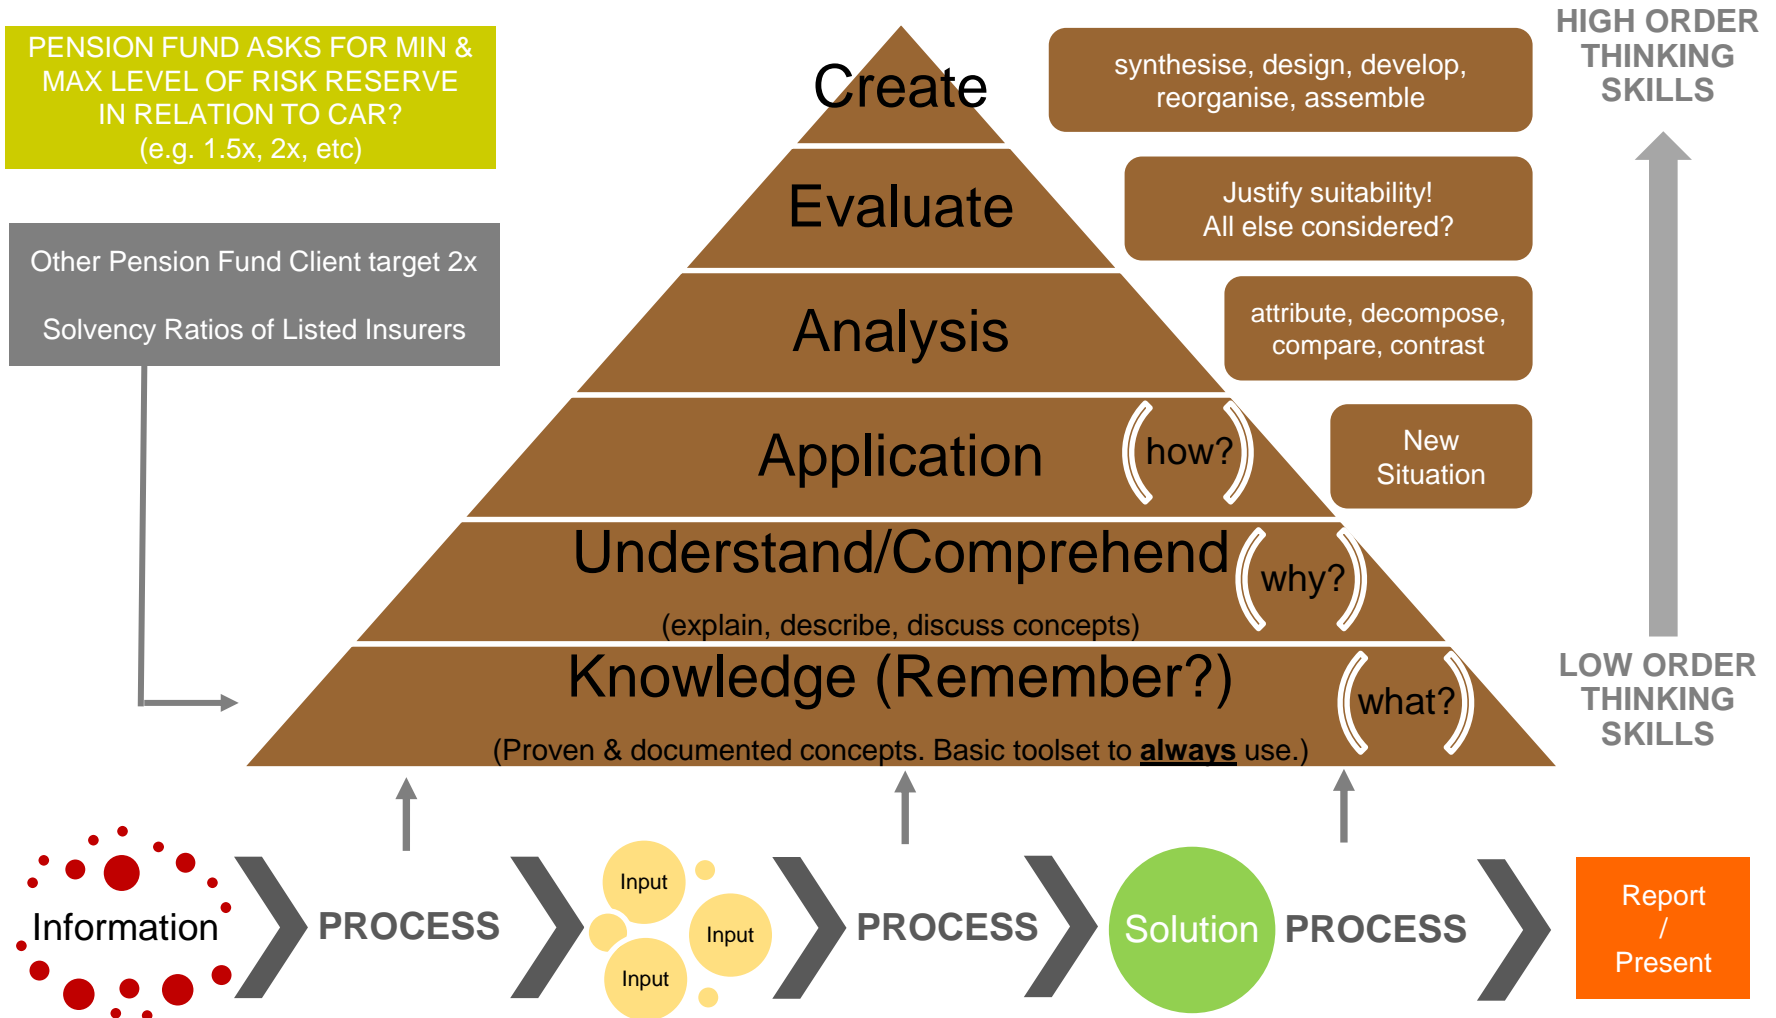 PENSION FUND ASKS FOR MIN &
MAX LEVEL OF RISK RESERVE
IN RELATION TO CAR?
(e.g. 1.5x, 2x, etc)
Other Pension Fund Client target 2x
Solvency Ratios of Listed Insurers
Create
synthesise, design, develop,
reorganise, assemble
Evaluate
Justify suitability!
All else considered?
Analysis
attribute, decompose,
compare, contrast
Application
how?
New
Situation
Understand/Comprehend
why?
(explain, describe, discuss concepts)
Knowledge (Remember?)
what?
(Proven & documented concepts. Basic toolset to always use.)
HIGH ORDER
THINKING
SKILLS
LOW ORDER
THINKING
SKILLS
Information
PROCESS
Input
Input
Input
PROCESS
Solution
PROCESS
Report
/
Present